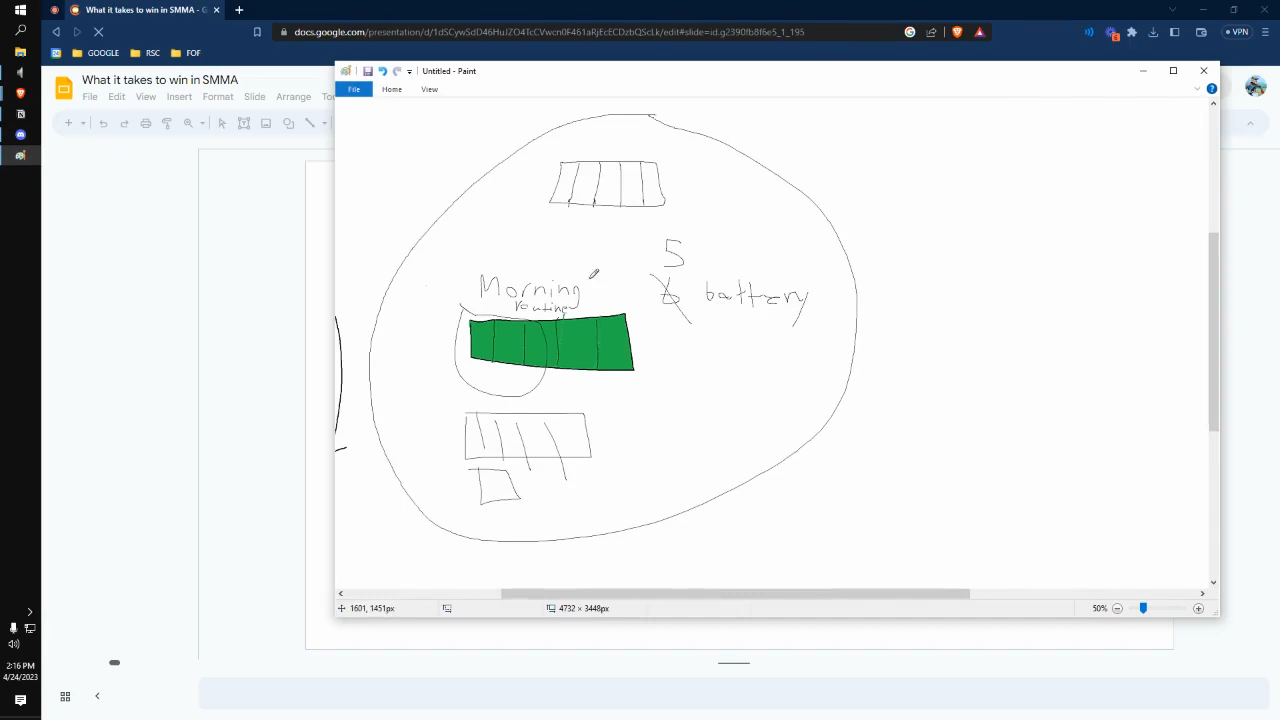 What it takes to win in SMMA - G
docs.google.com/presentation/d/1dSCywSdD46HuJZO4TcCVwcn0F461aRjEcECDzbQScLk/edit#slide=id.g2390fb8f6e5_1_195
VPN
GOOGLE
RSC
FOF
What it takes to win in SMMA
File Edit View Insert Format Slide Arrange
Untitled - Paint
File Home View
5
Morning
6 battery
routine
1601, 1451px
4732 × 3448px
50%
2:16 PM
4/24/2023